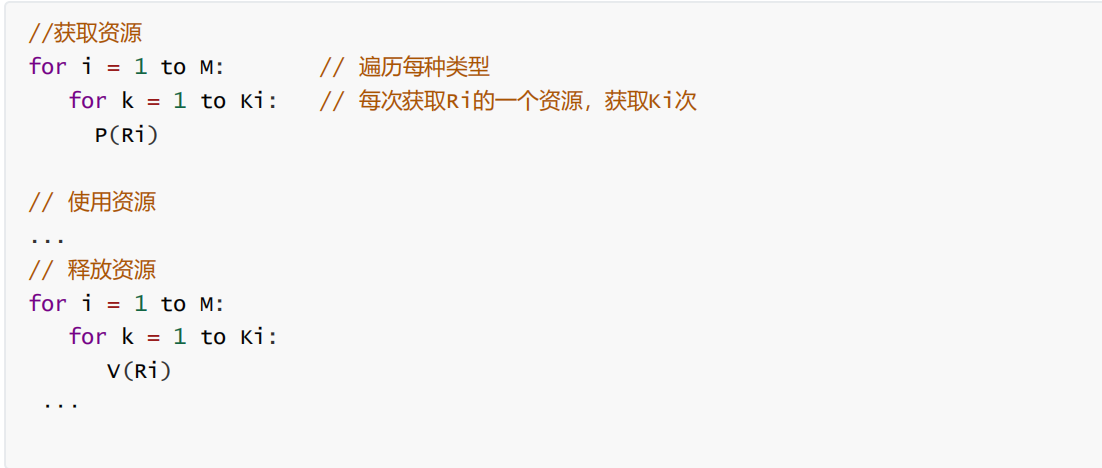 //获取资源
for i = 1 to M:       // 遍历每种类型
   for k = 1 to Ki:   // 每次获取Ri的一个资源，获取Ki次
     P(Ri)
// 使用资源
...
// 释放资源
for i = 1 to M:
   for k = 1 to Ki:
      V(Ri)
 ...